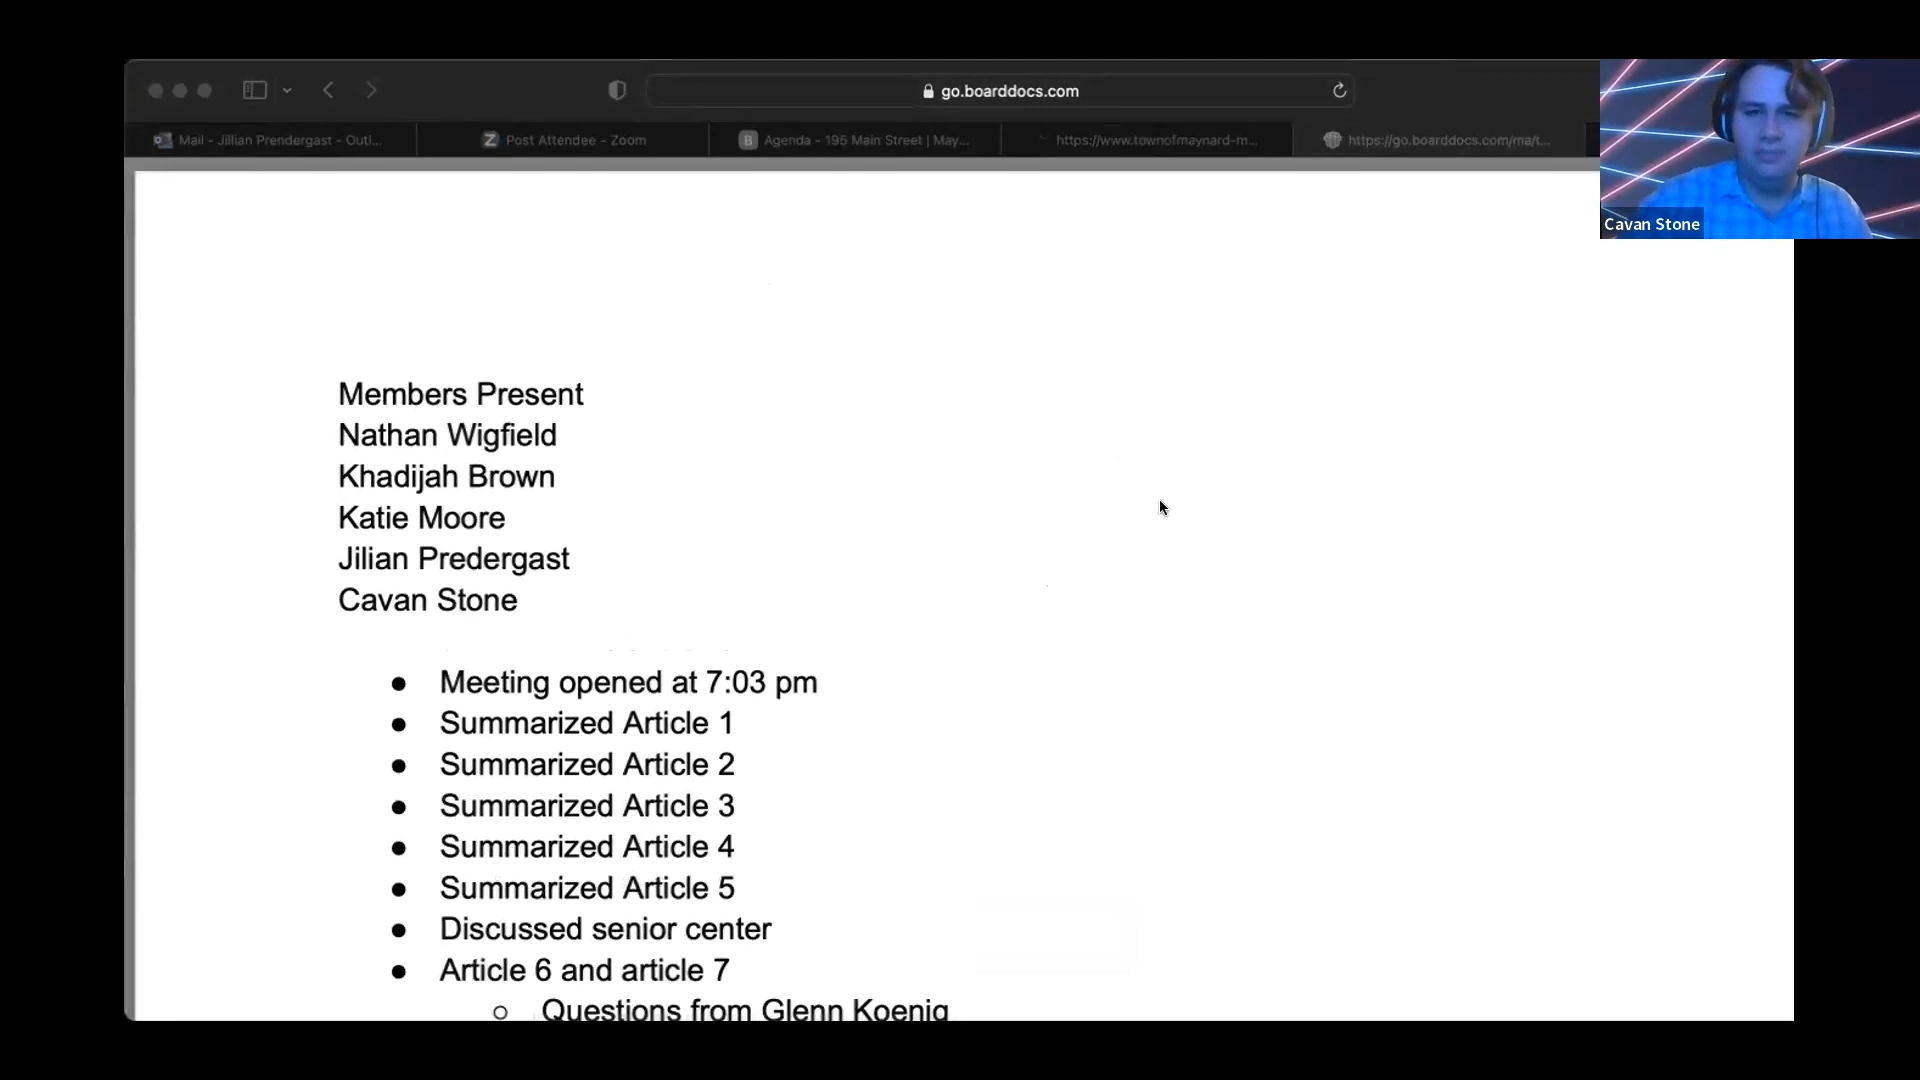 go.boarddocs.com
Mail - Jillian Prendergast - Outl...
Z Post Attendee - Zoom
B Agenda - 195 Main Street | May...
https://www.townofmaynard-m...
https://go.boarddocs.com/ma/t...
Cavan Stone
Members Present
Nathan Wigfield
Khadijah Brown
Katie Moore
Jilian Predergast
Cavan Stone
● Meeting opened at 7:03 pm
● Summarized Article 1
● Summarized Article 2
● Summarized Article 3
● Summarized Article 4
● Summarized Article 5
● Discussed senior center
● Article 6 and article 7
○ Questions from Glenn Koenig